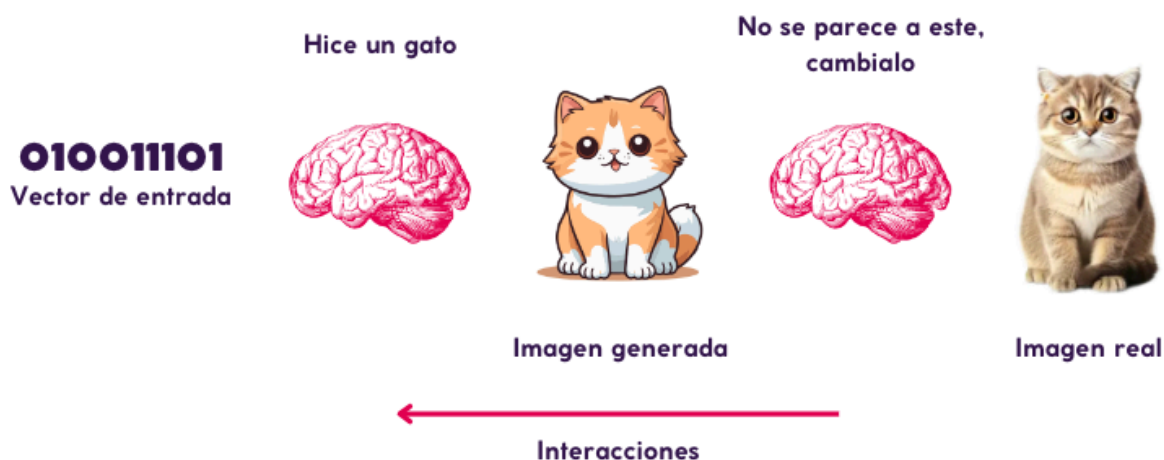 Hice un gato
No se parece a este,
cambialo
010011101
Vector de entrada
Imagen generada
Imagen real
Interacciones